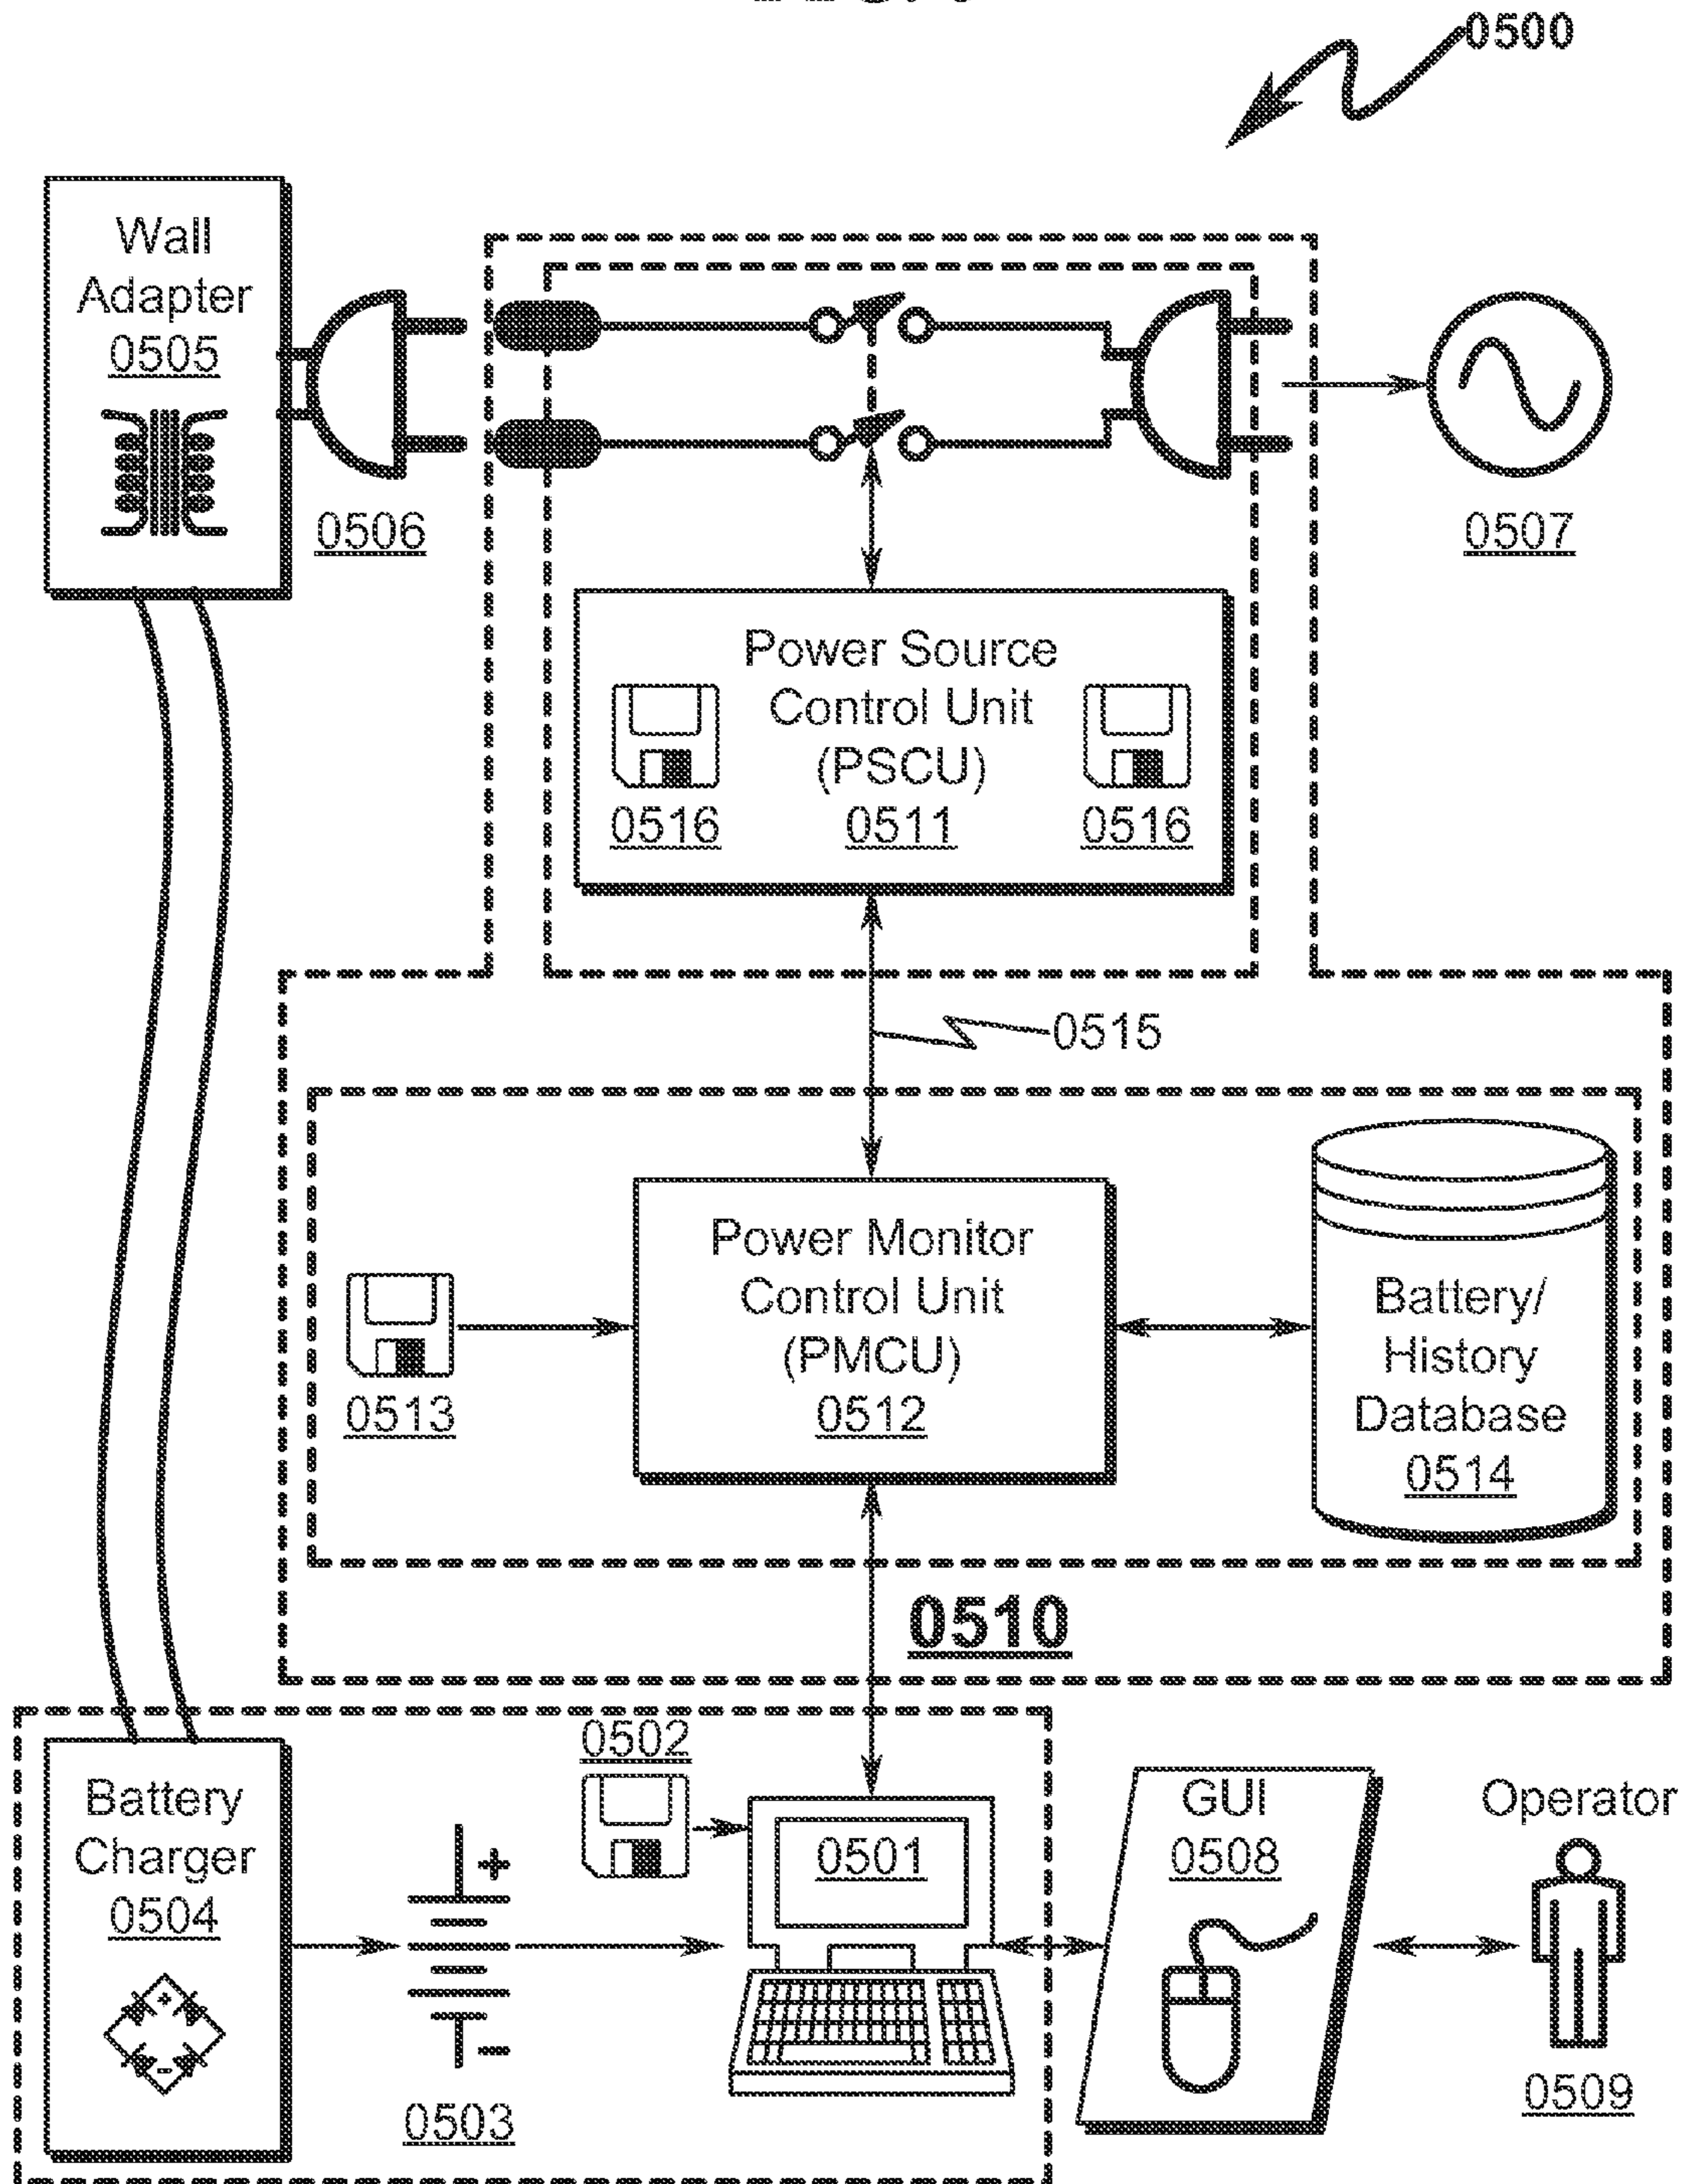 0500
Wall
Adapter
0505
0506
0507
Power Source
Control Unit
(PSCU)
0516
0511
0516
0515
Power Monitor
Control Unit
(PMCU)
0512
0513
Battery/
History
Database
0514
0510
0502
Battery
Charger
0504
+
-
0503
0501
GUI
0508
Operator
0509